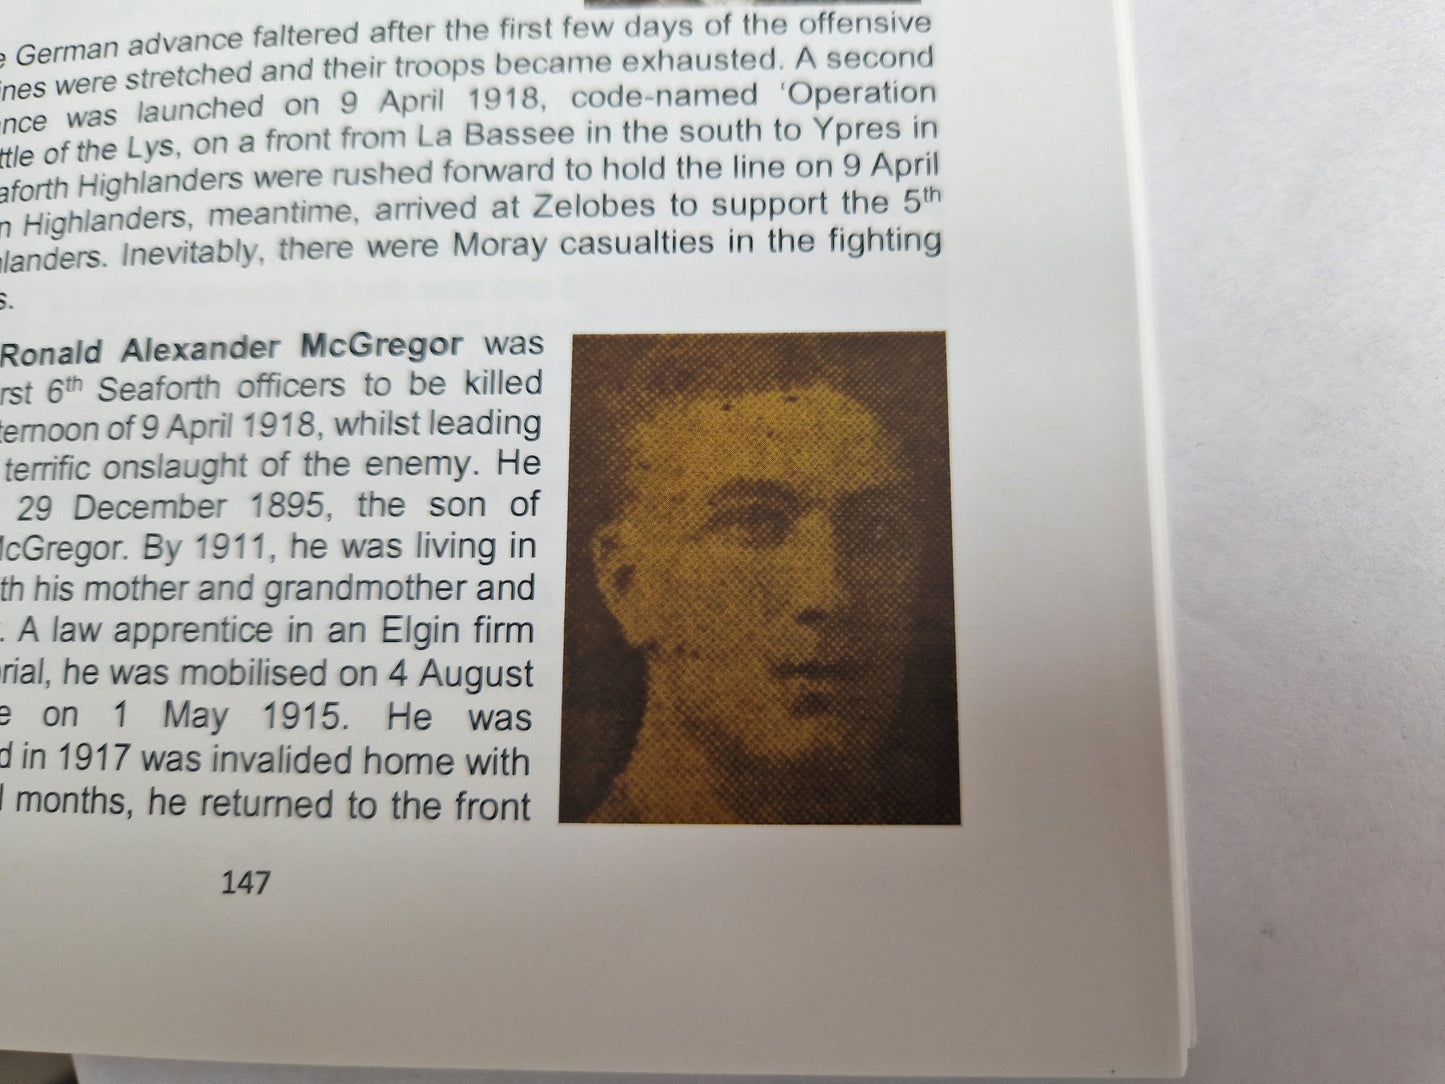 German advance faltered after the first few days of the offensive
ines were stretched and their troops became exhausted. A second
nce was launched on 9 April 1918, code-named ‘Operation
ttle of the Lys, on a front from La Bassee in the south to Ypres in
aforth Highlanders were rushed forward to hold the line on 9 April
n Highlanders, meantime, arrived at Zelobes to support the 5th
landers. Inevitably, there were Moray casualties in the fighting
s.
Ronald Alexander McGregor was
rst 6th Seaforth officers to be killed
ternoon of 9 April 1918, whilst leading
terrific onslaught of the enemy. He
29 December 1895, the son of
McGregor. By 1911, he was living in
th his mother and grandmother and
. A law apprentice in an Elgin firm
rial, he was mobilised on 4 August
e on 1 May 1915. He was
d in 1917 was invalided home with
l months, he returned to the front
147